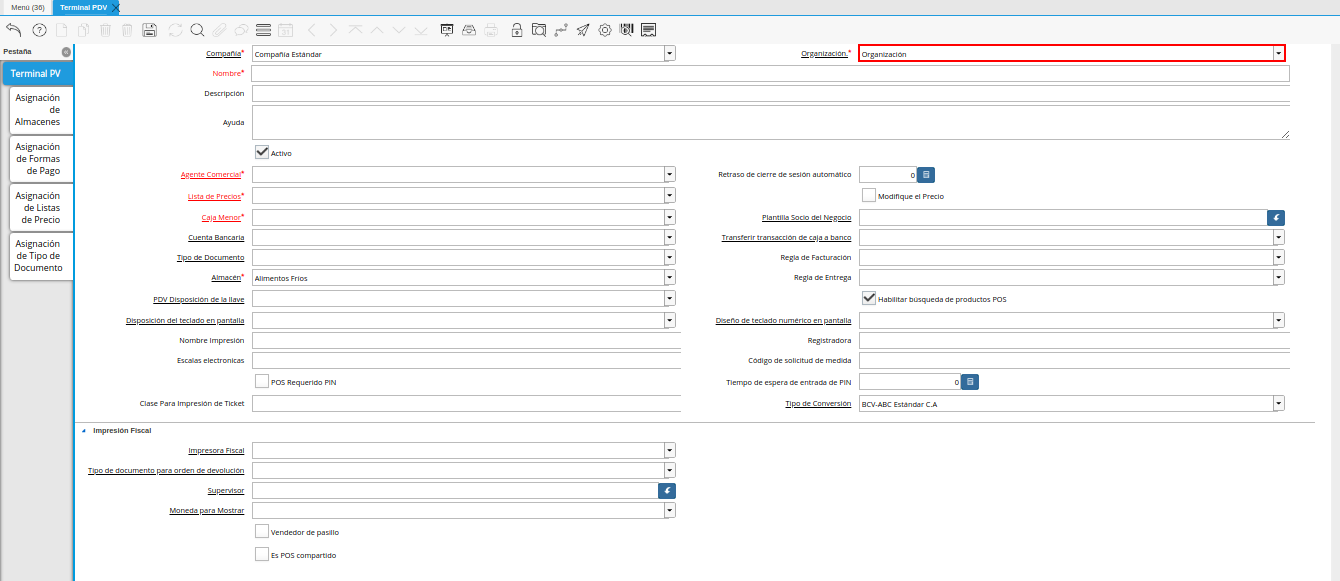 Menú (36) Terminal PDV
Pestaña
Terminal PV
Asignación
de
Almacenes
Asignación
de Formas
de Pago
Asignación
de Listas
de Precio
Asignación
de Tipo de
Documento
Compañía* Compañía Estándar Organización.* Organización
Nombre*
Descripción
Ayuda
Activo
Agente Comercial* Retraso de cierre de sesión automático 0
Lista de Precios* Modifique el Precio
Caja Menor* Plantilla Socio del Negocio
Cuenta Bancaria Transferir transacción de caja a banco
Tipo de Documento Regla de Facturación
Almacén* Alimentos Fríos Regla de Entrega
PDV Disposición de la llave Habilitar búsqueda de productos POS
Disposición del teclado en pantalla Diseño de teclado numérico en pantalla
Nombre Impresión Registradora
Escalas electronicas Código de solicitud de medida
POS Requerido PIN Tiempo de espera de entrada de PIN 0
Clase Para Impresión de Ticket Tipo de Conversión BCV-ABC Estándar C.A
Impresión Fiscal
Impresora Fiscal
Tipo de documento para orden de devolución
Supervisor
Moneda para Mostrar
Vendedor de pasillo
Es POS compartido